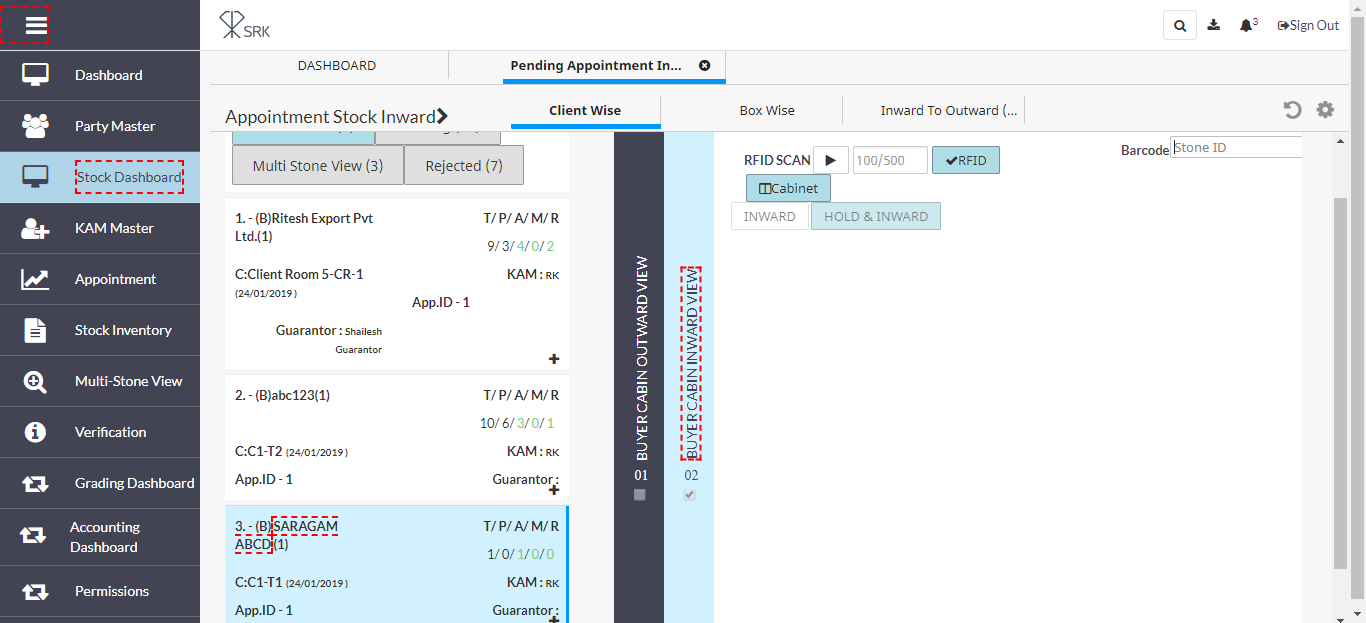 SRK
3
Sign Out
Dashboard
Party Master
Stock Dashboard
KAM Master
Appointment
Stock Inventory
Multi-Stone View
Verification
Grading Dashboard
Accounting
Dashboard
Permissions
DASHBOARD
Pending Appointment In...
Appointment Stock Inward
Client Wise
Box Wise
Inward To Outward (...
Multi Stone View (3)
Rejected (7)
1. - (B)Ritesh Export Pvt
Ltd.(1)
T/ P/ A/ M/ R
9/ 3/ 4/ 0/ 2
C:Client Room 5-CR-1
(24/01/2019 )
KAM : RK
App.ID - 1
Guarantor : Shailesh
Guarantor
2. - (B)abc123(1)
T/ P/ A/ M/ R
10/ 6/ 3/ 0/ 1
C:C1-T2 (24/01/2019 )
KAM : RK
App.ID - 1
Guarantor :
3. - (B)SARAGAM
ABCD(1)
T/ P/ A/ M/ R
1/ 0/ 1/ 0/ 0
C:C1-T1 (24/01/2019 )
KAM : RK
App.ID - 1
Guarantor :
BUYER CABIN OUTWARD VIEW
01
BUYER CABIN INWARD VIEW
02
RFID SCAN
100/500
RFID
Cabinet
INWARD
HOLD & INWARD
Barcode
Stone ID